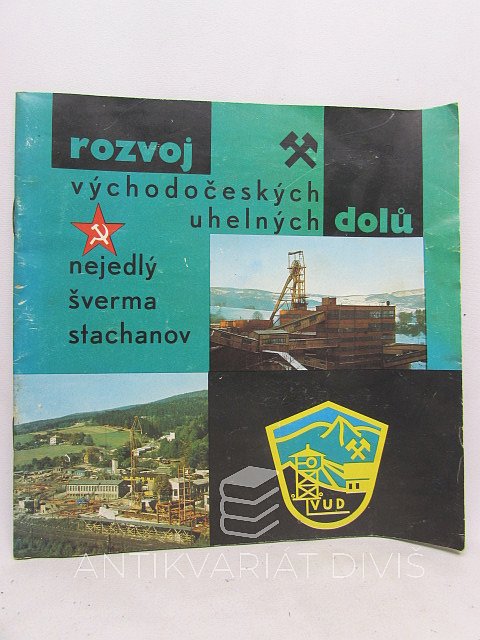 rozvoj
východočeských
uhelných dolů
nejedlý
šverma
stachanov
VUD
ANTIKVARIÁT DIVIŠ